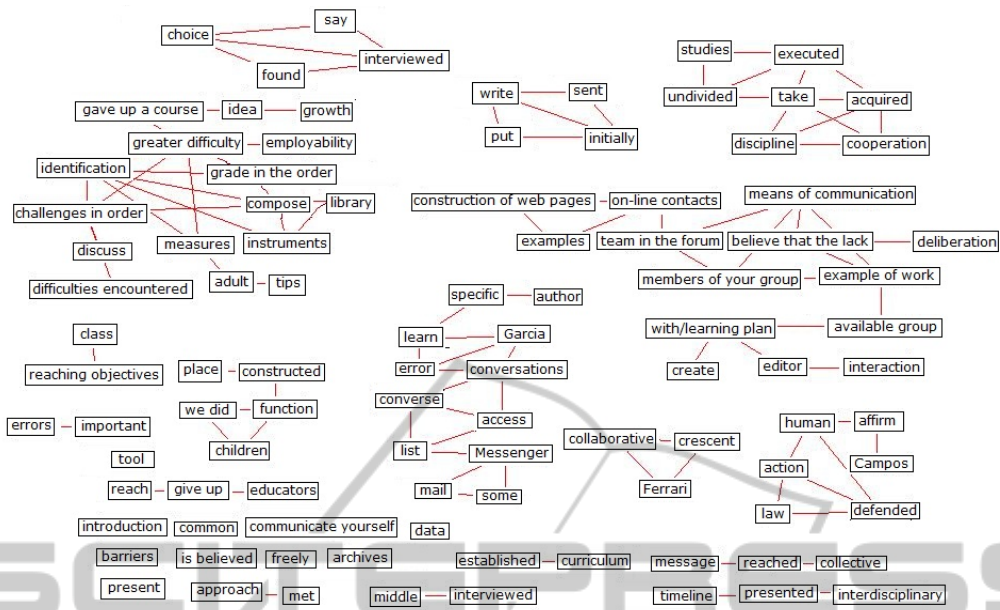 say
choice
interviewed
found
studies
executed
undivided
take
acquired
discipline
cooperation
write
sent
put
initially
gave up a course
idea
growth
greater difficulty
employability
identification
grade in the order
compose
library
challenges in order
measures
instruments
discuss
adult
tips
difficulties encountered
construction of web pages
on-line contacts
means of communication
examples
team in the forum
believe that the lack
deliberation
members of your group
example of work
with/learning plan
available group
create
editor
interaction
specific
author
learn
Garcia
error
conversations
converse
access
list
Messenger
mail
some
class
reaching objectives
place
constructed
we did
function
children
errors
important
tool
reach
give up
educators
collaborative
crescent
Ferrari
human
affirm
action
Campos
law
defended
introduction
common
communicate yourself
data
barriers
is believed
freely
archives
established
curriculum
message
reached
collective
present
approach
met
middle
interviewed
timeline
presented
interdisciplinary
SCITEPRESS